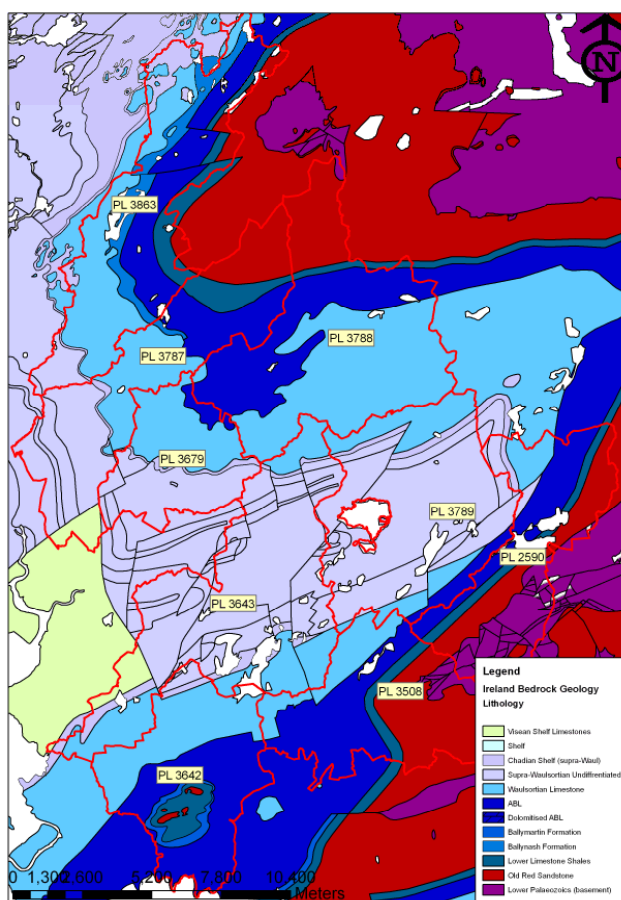 N
PL 3863
PL 3788
PL 3787
PL 3679
PL 3789
PL 2590
PL 3643
PL 3508
PL 3642
Legend
Ireland Bedrock Geology
Lithology
Visean Shelf Limestones
Shelf
Chadian Shelf (supra-Waul)
Supra-Waulsortian Undiffentiated
Waulsortian Limestone
ABL
Dolomitised ABL
Ballymartin Formation
Ballynash Formation
Lower Limestone Shales
Old Red Sandstone
Lower Palaeozoics (basement)
0 1,300 2,600 5,200 7,800 10,400
Meters